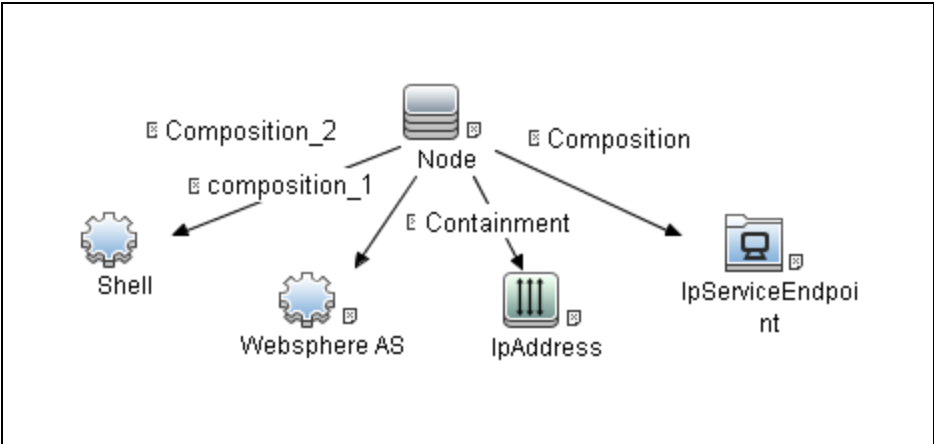 Composition_2
Composition
Node
composition_1
Containment
Shell
IpServiceEndpoi
nt
Websphere AS
IpAddress